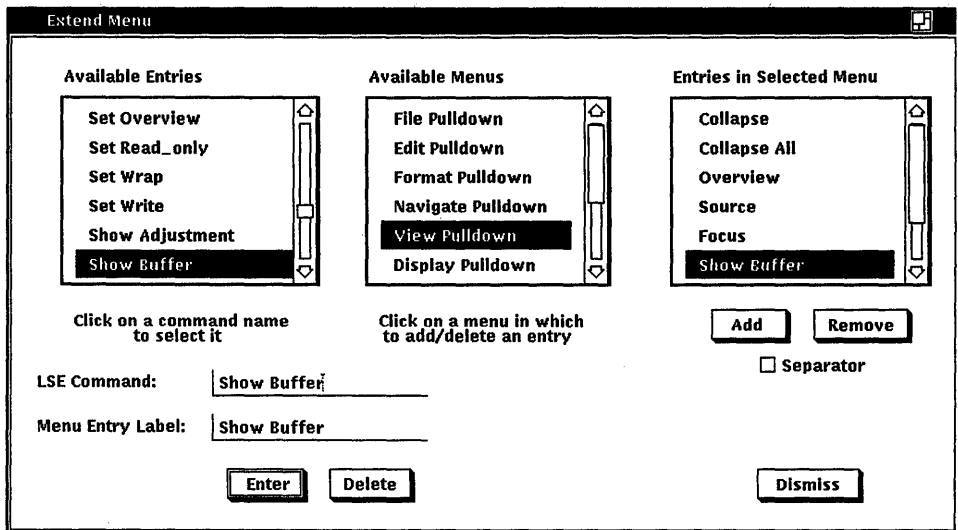 Extend Menu
Available Entries
Set Overview
Set Read_only
Set Wrap
Set Write
Show Adjustment
Show Buffer
Click on a command name
to select it
Available Menus
File Pulldown
Edit Pulldown
Format Pulldown
Navigate Pulldown
View Pulldown
Display Pulldown
Click on a menu in which
to add/delete an entry
Entries in Selected Menu
Collapse
Collapse All
Overview
Source
Focus
Show Buffer
Add
Remove
Separator
LSE Command:
Show Buffer
Menu Entry Label:
Show Buffer
Enter
Delete
Dismiss